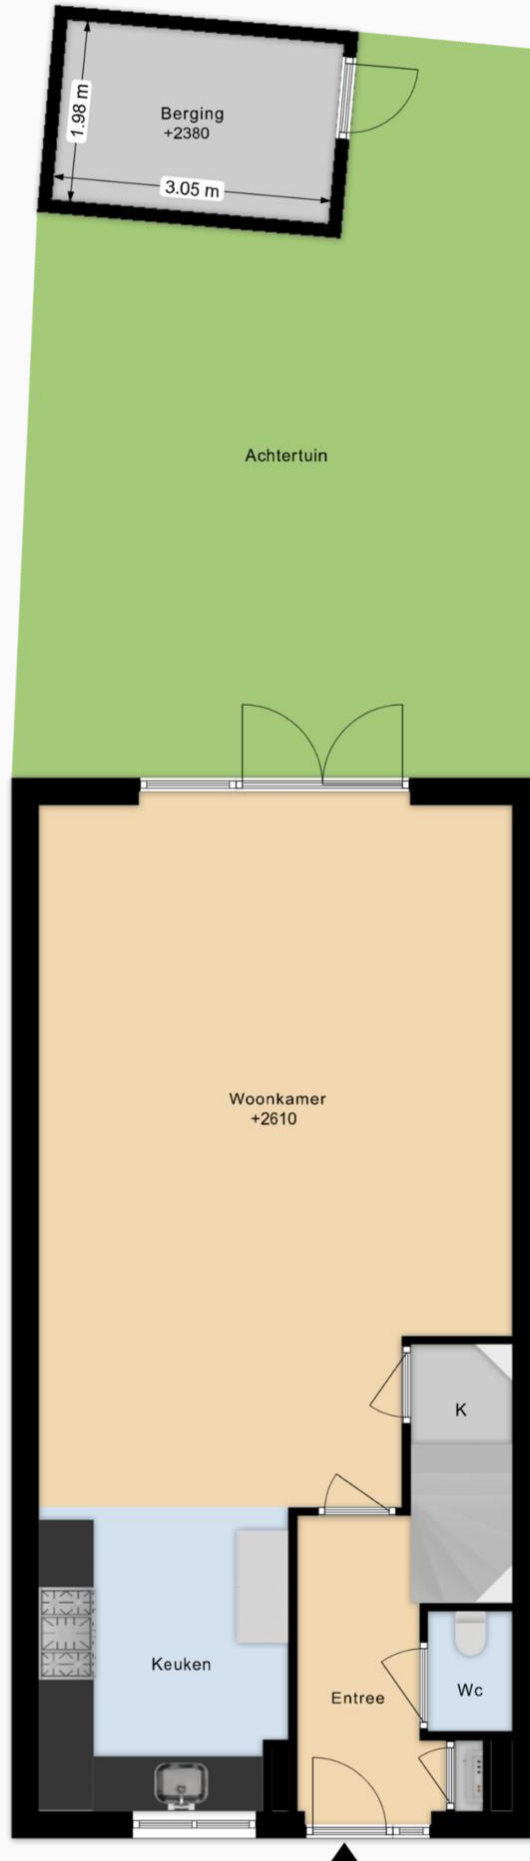 Berging
+2380
1.98 m
3.05 m
Achtertuin
Woonkamer
+2610
K
Keuken
Entree
Wc